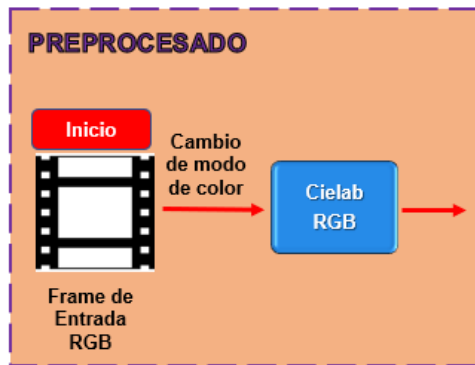 PREPROCESADO
Inicio
Cambio
de modo
de color
Cielab
RGB
Frame de
Entrada
RGB